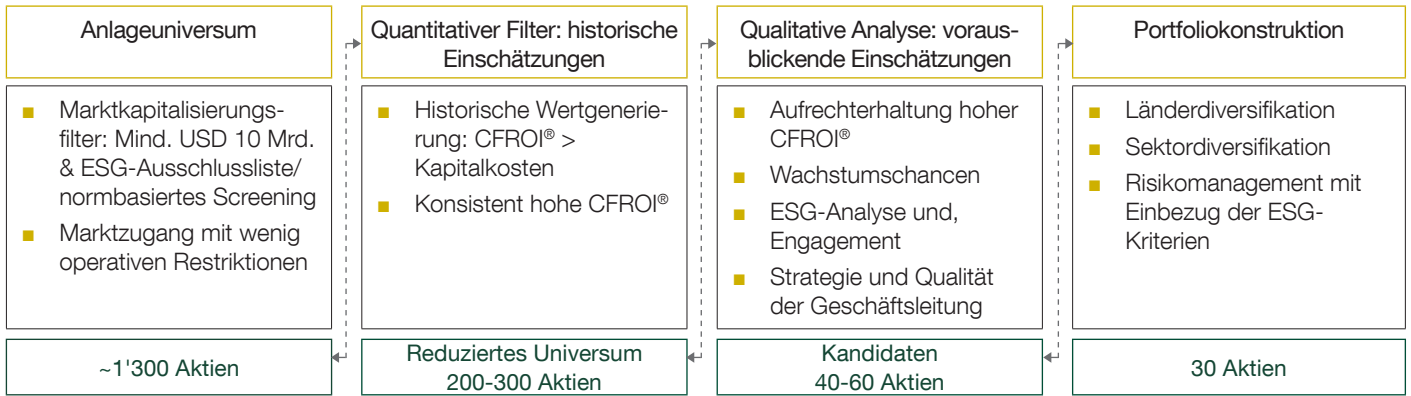 Anlageuniversum
■ Marktkapitalisierungs-
filter: Mind. USD 10 Mrd.
& ESG-Ausschlussliste/
normbasiertes Screening
■ Marktzugang mit wenig
operativen Restriktionen
~1'300 Aktien
Quantitativer Filter: historische
Einschätzungen
■ Historische Wertgenerie-
rung: CFROI® >
Kapitalkosten
■ Konsistent hohe CFROI®
Reduziertes Universum
200-300 Aktien
Qualitative Analyse: voraus-
blickende Einschätzungen
■ Aufrechterhaltung hoher
CFROI®
■ Wachstumschancen
■ ESG-Analyse und,
Engagement
■ Strategie und Qualität
der Geschäftsleitung
Kandidaten
40-60 Aktien
Portfoliokonstruktion
■ Länderdiversifikation
■ Sektordiversifikation
■ Risikomanagement mit
Einbezug der ESG-
Kriterien
30 Aktien